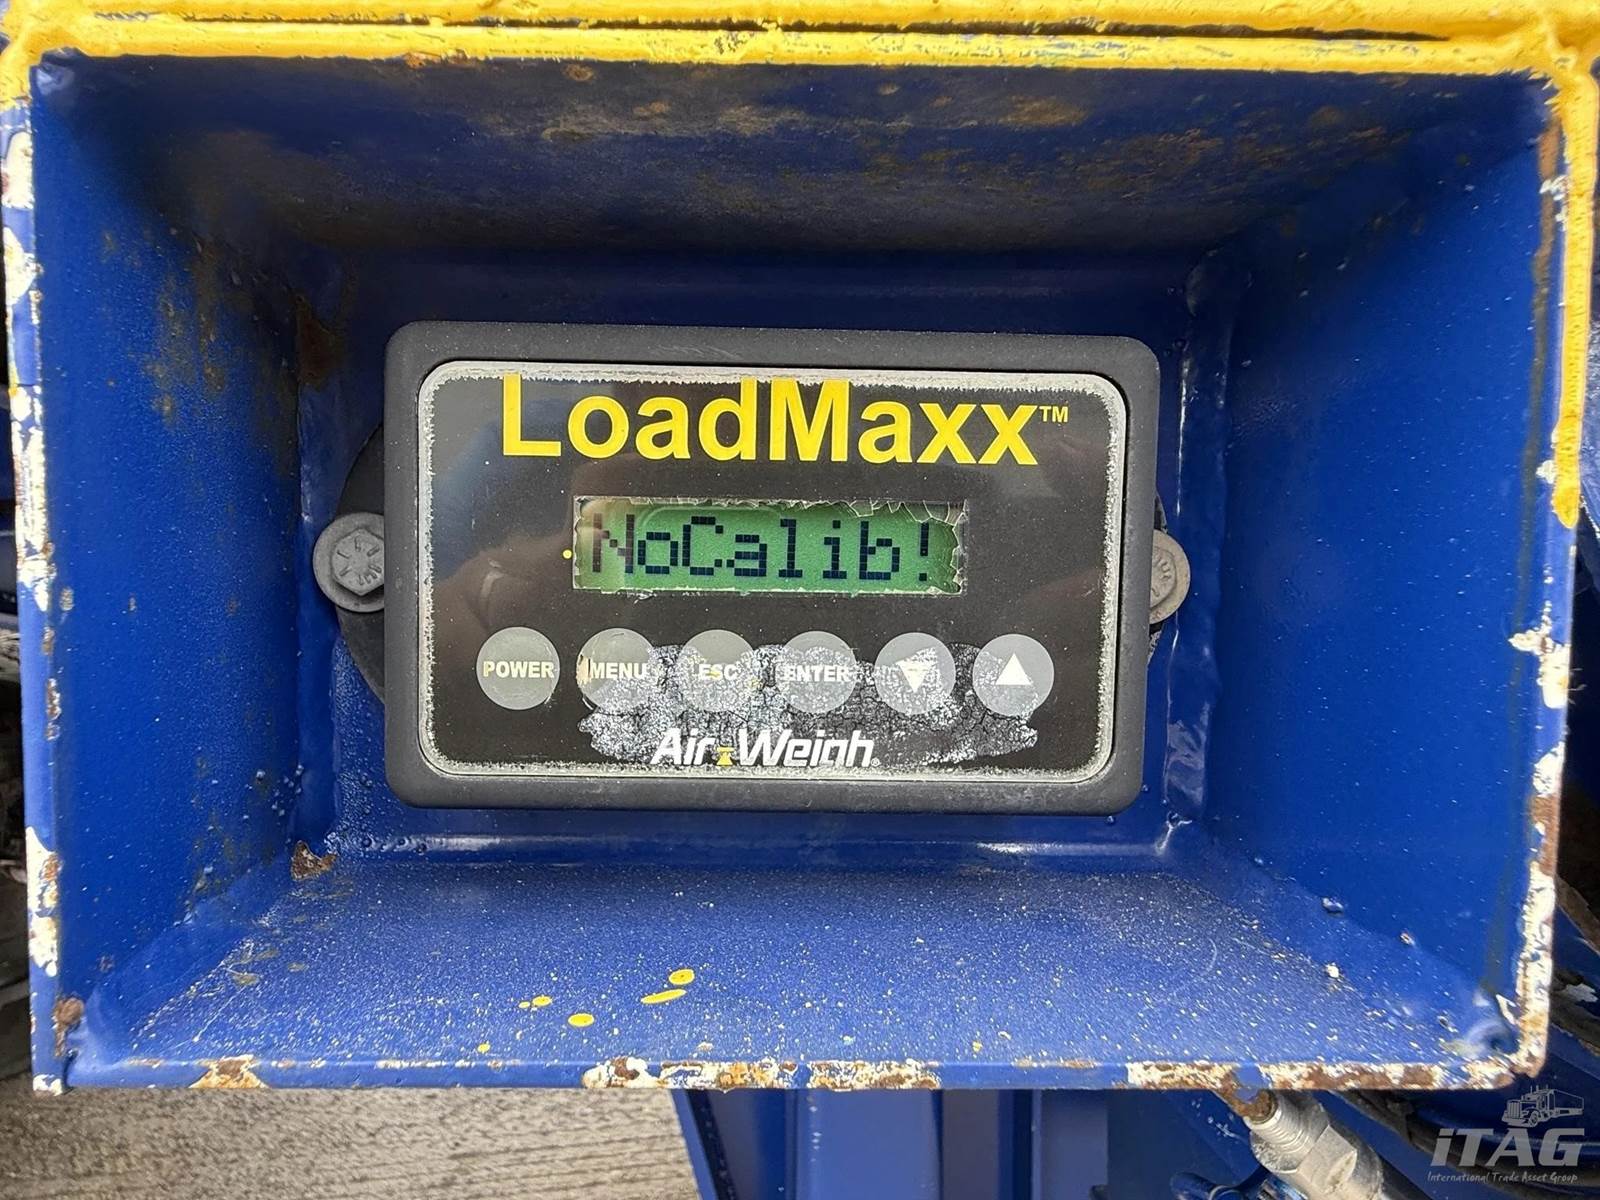 LoadMaxx™
NoCalib!
POWER MENU ESC ENTER
Air-Weigh®
iTAG
International Trade Asset Group